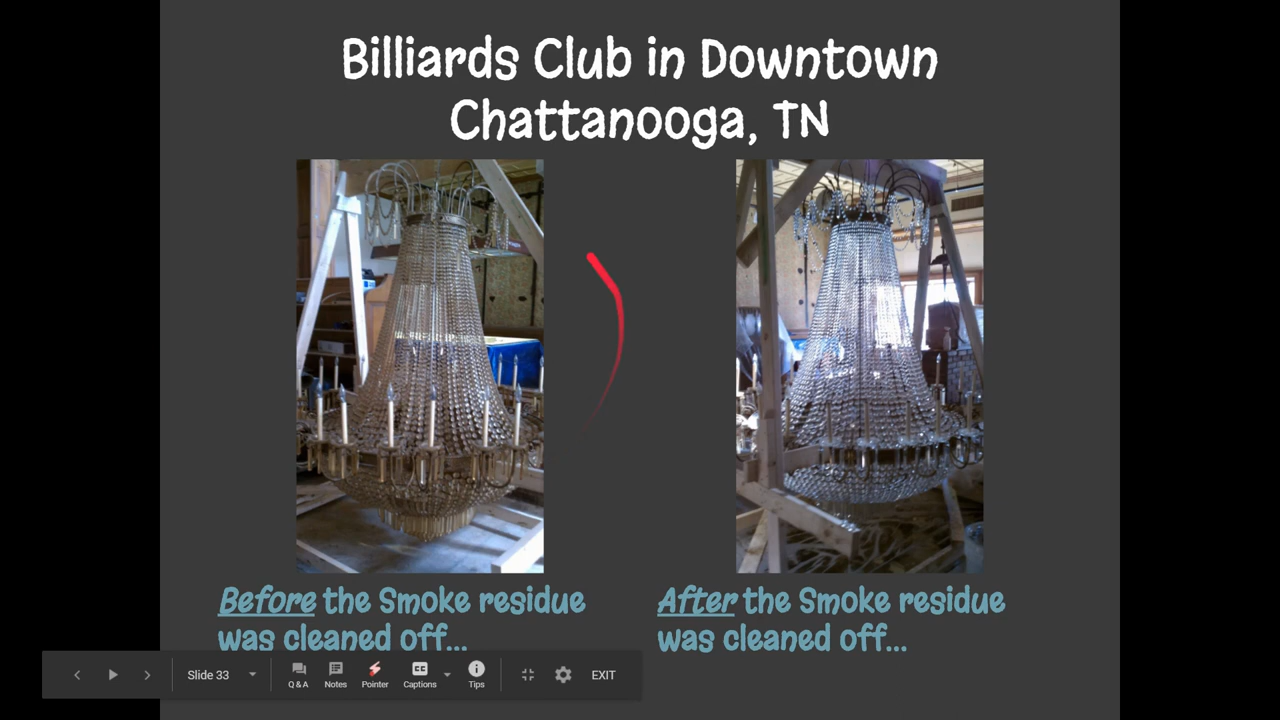 Billiards Club in Downtown
Chattanooga, TN
Before the Smoke residue
was cleaned off...
After the Smoke residue
was cleaned off...
Slide 33
Q & A
Notes
Pointer
CC
Captions
Tips
EXIT